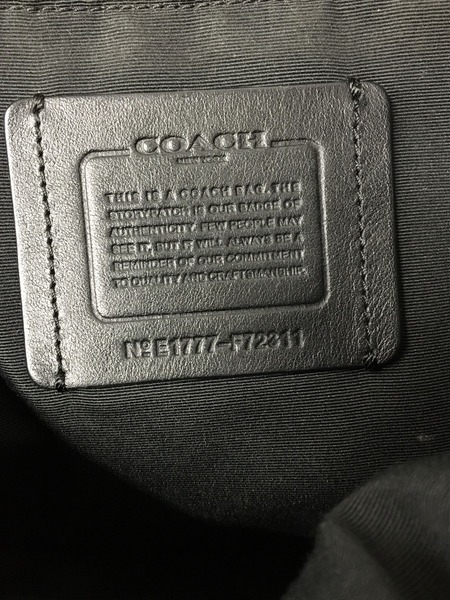 COACH
NEW YORK
THIS IS A COACH BAG. THE
STORYPATCH IS OUR BADGE OF
AUTHENTICITY. FEW PEOPLE MAY
SEE IT, BUT IT WILL ALWAYS BE A
REMINDER OF OUR COMMITMENT
TO QUALITY AND CRAFTSMANSHIP.
Nº E1777-F72311